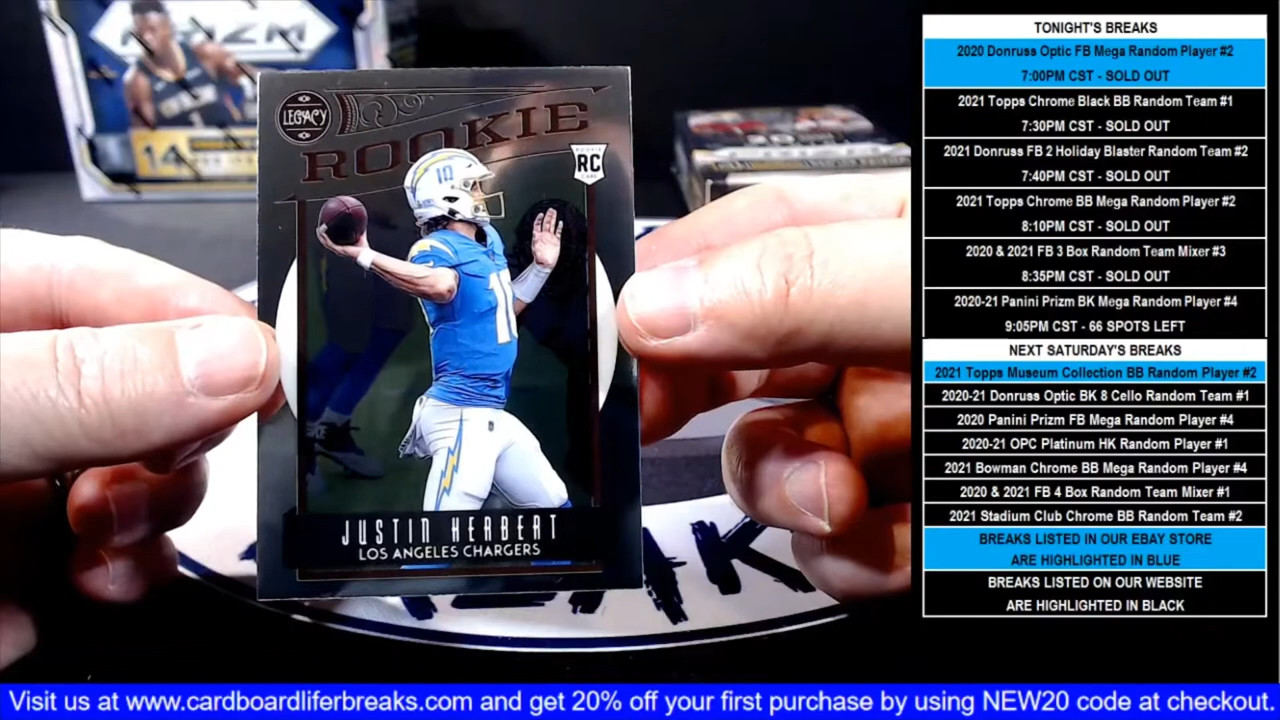 PRIZM
14
LEGACY
ROOKIE
ROOKIE
RC
CARD
10
10
JUSTIN HERBERT
LOS ANGELES CHARGERS
TONIGHT'S BREAKS
2020 Donruss Optic FB Mega Random Player #2
7:00PM CST - SOLD OUT
2021 Topps Chrome Black BB Random Team #1
7:30PM CST - SOLD OUT
2021 Donruss FB 2 Holiday Blaster Random Team #2
7:40PM CST - SOLD OUT
2021 Topps Chrome BB Mega Random Player #2
8:10PM CST - SOLD OUT
2020 & 2021 FB 3 Box Random Team Mixer #3
8:35PM CST - SOLD OUT
2020-21 Panini Prizm BK Mega Random Player #4
9:05PM CST - 66 SPOTS LEFT
NEXT SATURDAY'S BREAKS
2021 Topps Museum Collection BB Random Player #2
2020-21 Donruss Optic BK 8 Cello Random Team #1
2020 Panini Prizm FB Mega Random Player #4
2020-21 OPC Platinum HK Random Player #1
2021 Bowman Chrome BB Mega Random Player #4
2020 & 2021 FB 4 Box Random Team Mixer #1
2021 Stadium Club Chrome BB Random Team #2
BREAKS LISTED IN OUR EBAY STORE
ARE HIGHLIGHTED IN BLUE
BREAKS LISTED ON OUR WEBSITE
ARE HIGHLIGHTED IN BLACK
Visit us at www.cardboardliferbreaks.com and get 20% off your first purchase by using NEW20 code at checkout.